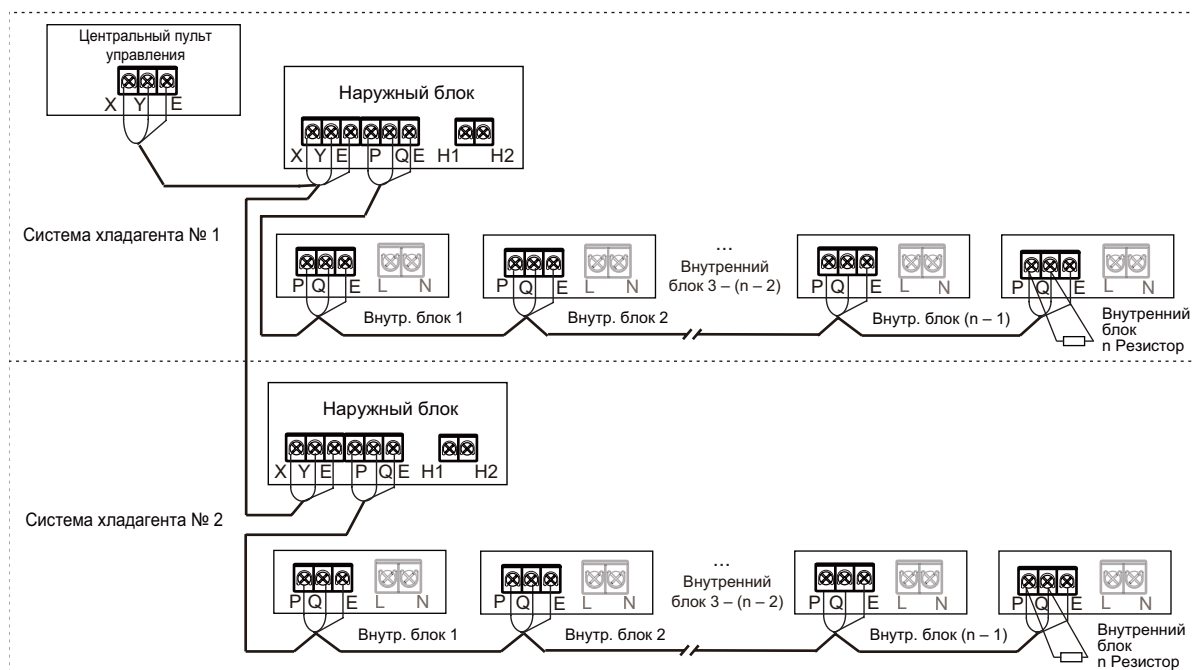 Центральный пульт
управления
X Y E
Наружный блок
X Y E P Q E H1 H2
Система хладагента № 1
P Q E L N
P Q E L N
...
Внутренний
блок 3 – (n – 2)
P Q E L N
P Q E L N
Внутр. блок 1
Внутр. блок 2
Внутр. блок (n – 1)
Внутренний
блок
n Резистор
Наружный блок
X Y E P Q E H1 H2
Система хладагента № 2
P Q E L N
P Q E L N
...
Внутренний
блок 3 – (n – 2)
P Q E L N
P Q E L N
Внутр. блок 1
Внутр. блок 2
Внутр. блок (n – 1)
Внутренний
блок
n Резистор